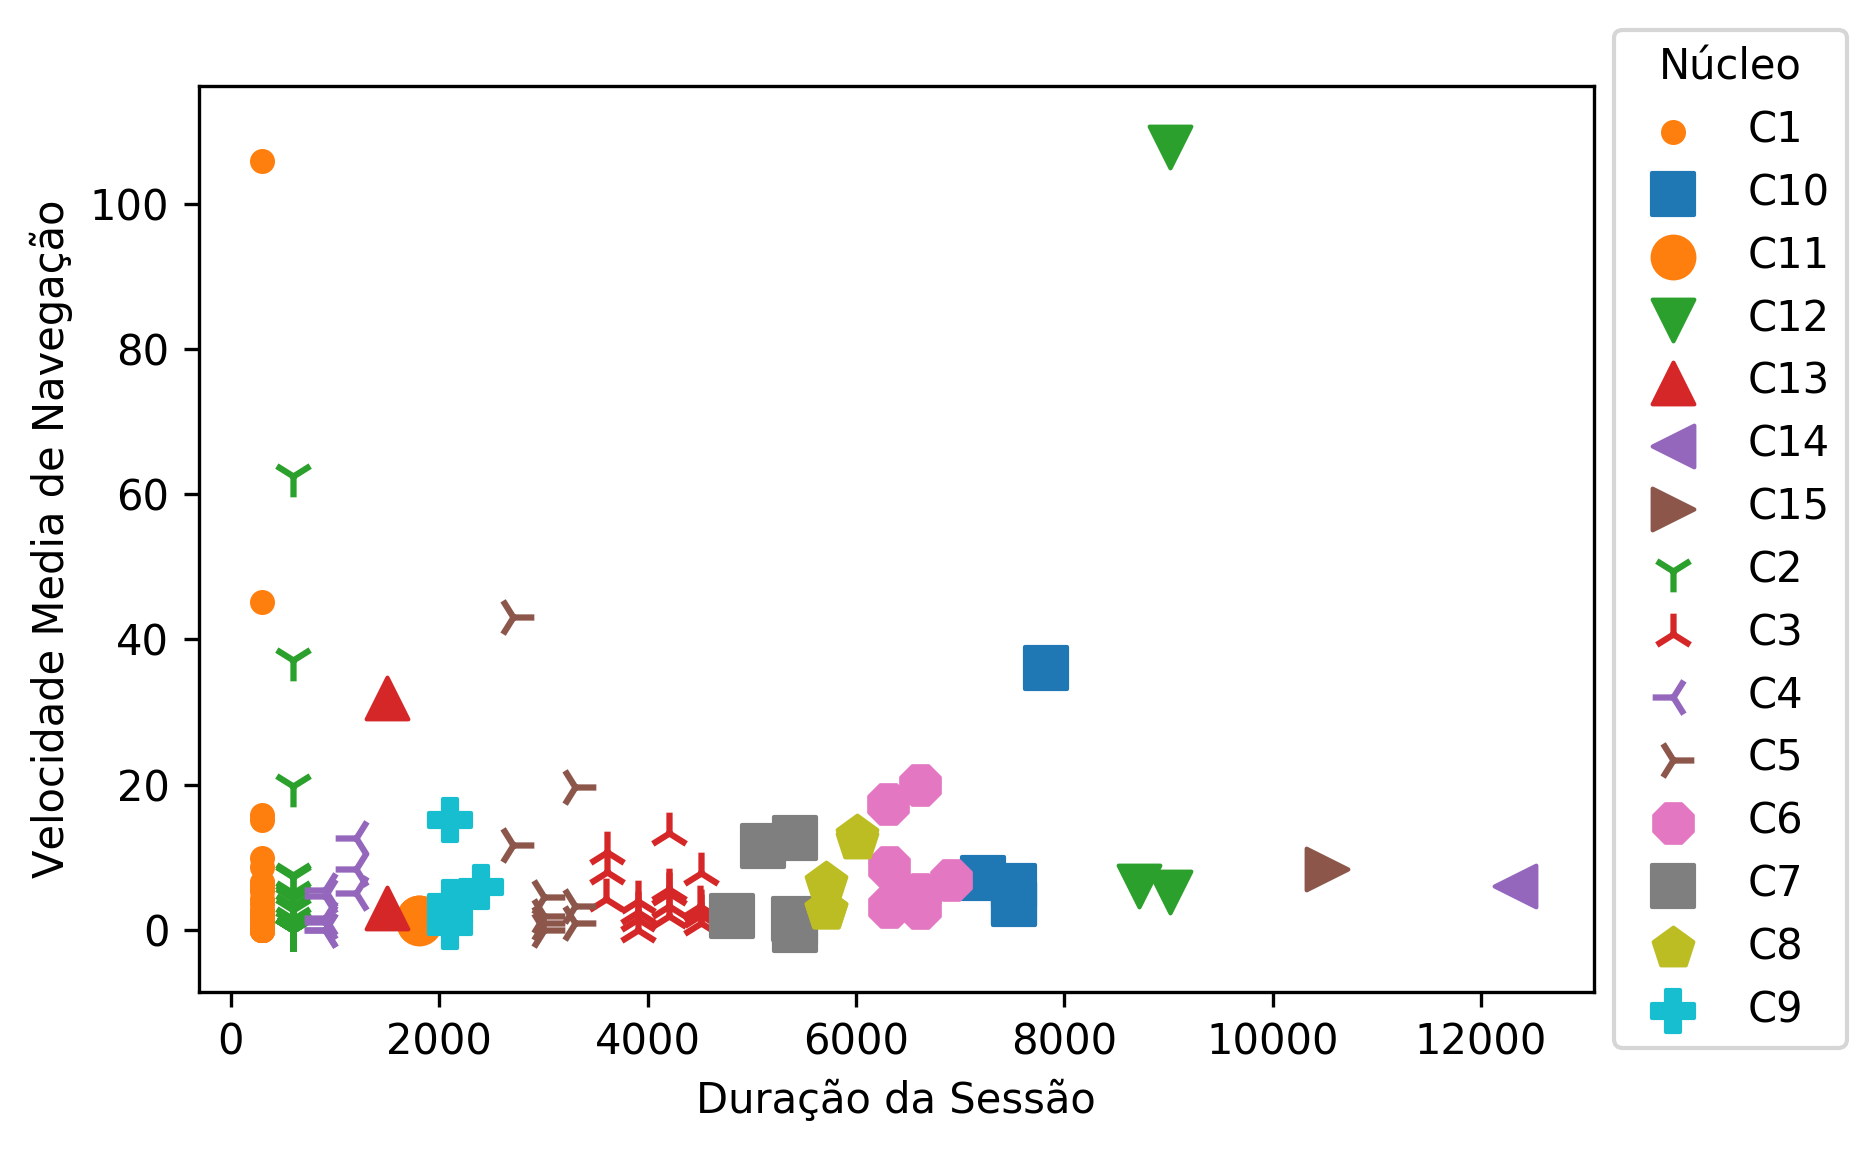 Núcleo
C1
C10
C11
C12
C13
C14
C15
C2
C3
C4
C5
C6
C7
C8
C9
Velocidade Media de Navegação
100
80
60
40
20
0
0 2000 4000 6000 8000 10000 12000
Duração da Sessão